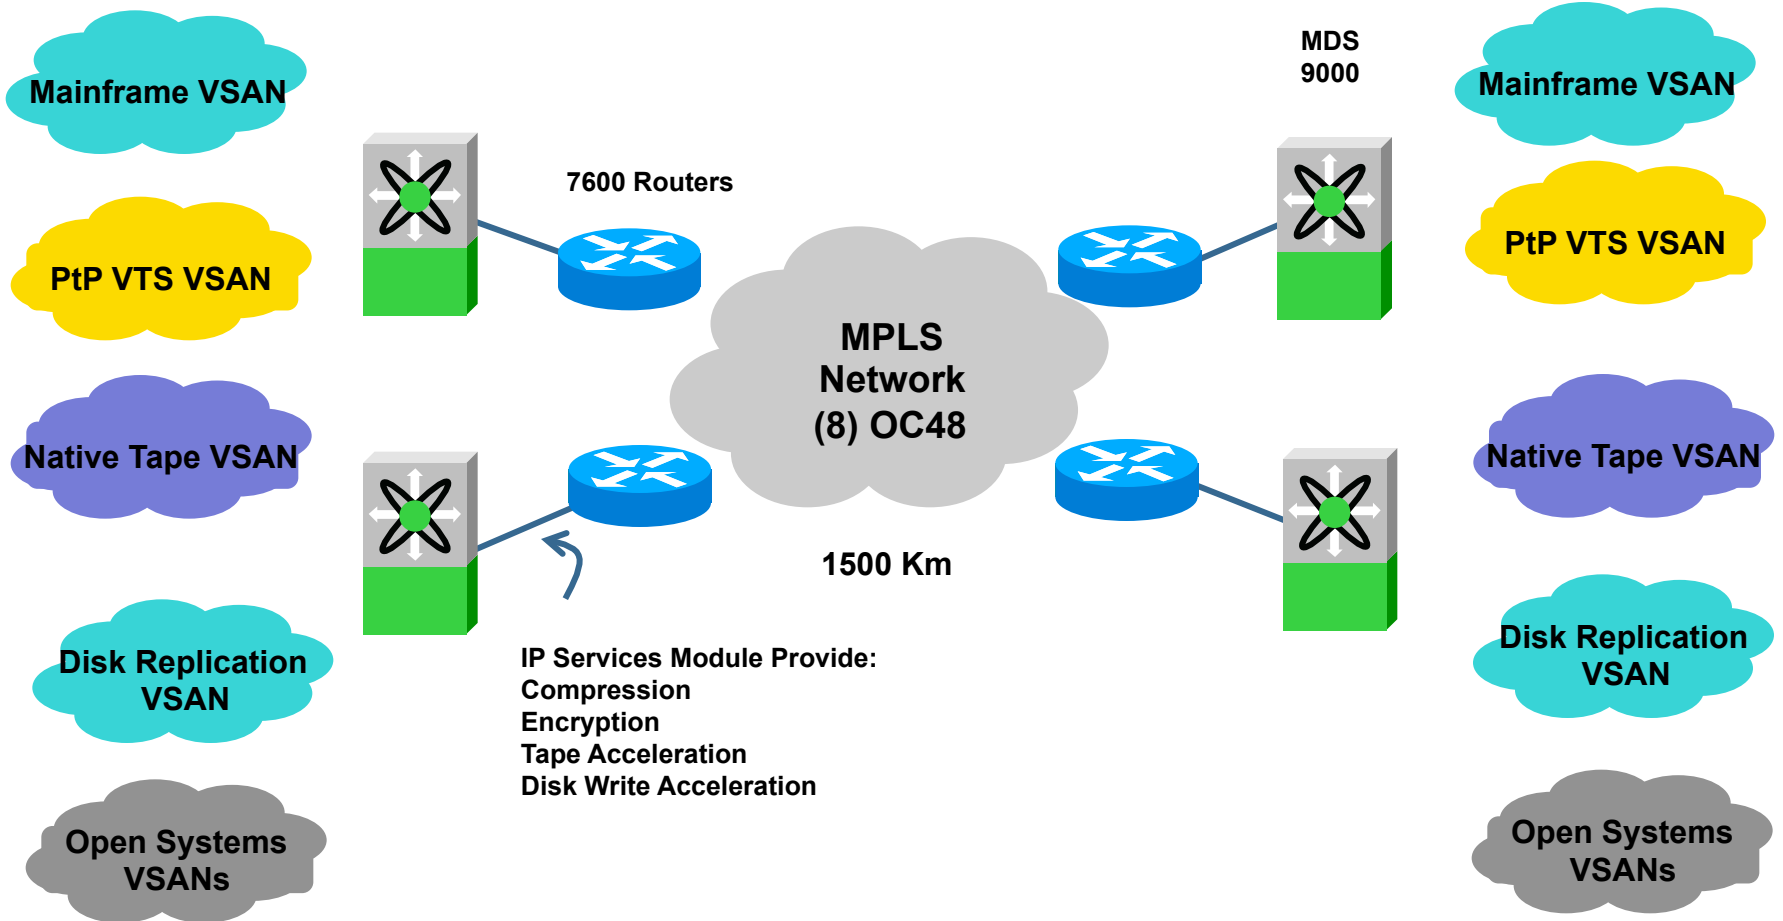 Mainframe VSAN
PtP VTS VSAN
Native Tape VSAN
Disk Replication
VSAN
Open Systems
VSANs
7600 Routers
MPLS
Network
(8) OC48
1500 Km
IP Services Module Provide:
Compression
Encryption
Tape Acceleration
Disk Write Acceleration
MDS
9000
Mainframe VSAN
PtP VTS VSAN
Native Tape VSAN
Disk Replication
VSAN
Open Systems
VSANs